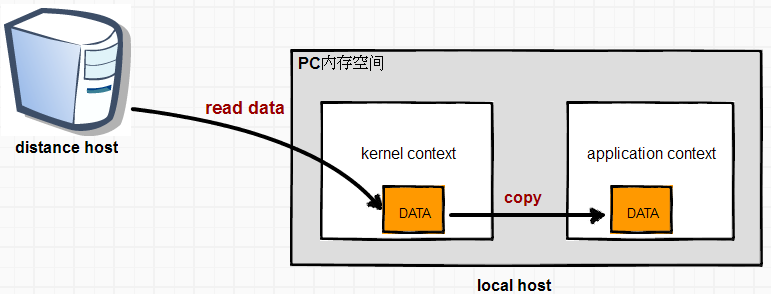 PC内存空间
read data
distance host
kernel context
application context
copy
DATA
DATA
local host